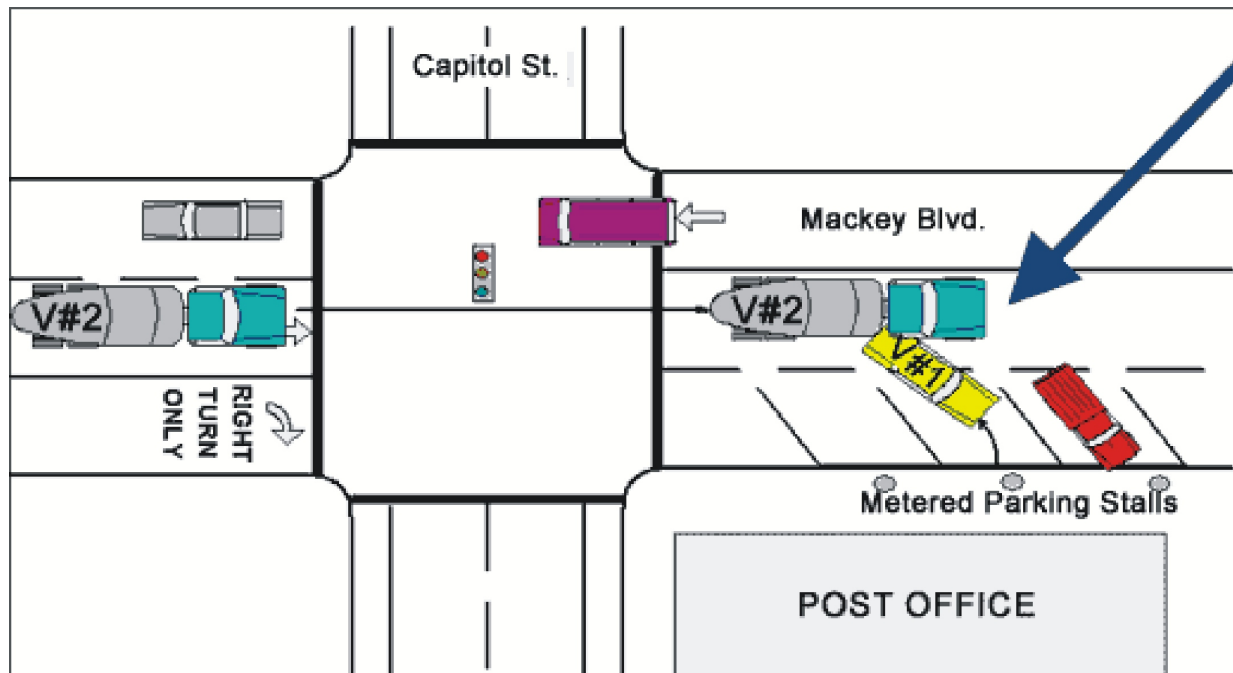 Capitol St.
Mackey Blvd.
V#2
V#2
V#1
RIGHT
TURN
ONLY
Metered Parking Stalls
POST OFFICE